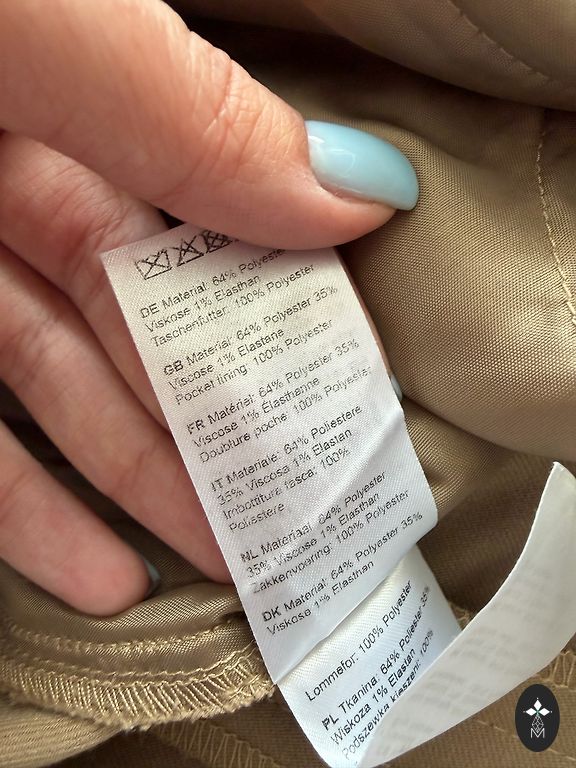 DE Material: 64% Polyester
Viskose 1% Elasthan
Taschenfutter: 100% Polyester
GB Material: 64% Polyester 35%
Viscose 1% Elastane
Pocket lining: 100% Polyester
FR Matériel: 64% Polyester 35%
Viscose 1% Élasthanne
Doublure poche: 100% Polyester
IT Materiale: 64% Poliestere
35% Viscosa 1% Elastan
Imbottitura tasca: 100%
Poliestere
NL Materiaal: 64% Polyester
35% Viscose 1% Elasthan
Zakkenvoering: 100% Polyester
DK Material: 64% Polyester 35%
Viskose 1% Elasthan
Lommefor: 100% Polyester
PL Tkanina: 64% Poliester 35%
Wiskoza 1% Elastan
Podszewka kieszeni: 100%
M